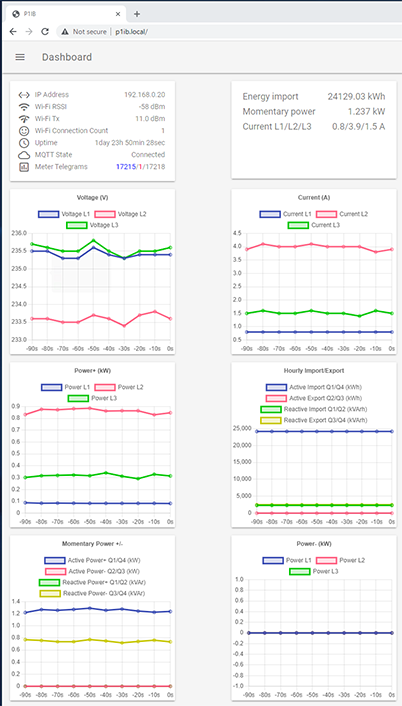 P1IB
Not secure | p1ib.local/
Dashboard
IP Address 192.168.0.20
Wi-Fi RSSI -58 dBm
Wi-Fi Tx 11.0 dBm
Wi-Fi Connection Count 1
Uptime 1day 23h 50min 28sec
MQTT State Connected
Meter Telegrams 17215/1/17218
Energy import 24129.03 kWh
Momentary power 1.237 kW
Current L1/L2/L3 0.8/3.9/1.5 A
Voltage (V)
Voltage L1 Voltage L2
Voltage L3
236.0
235.5
235.0
234.5
234.0
233.5
233.0
-90s -80s -70s -60s -50s -40s -30s -20s -10s 0s
Current (A)
Current L1 Current L2
Current L3
4.5
4.0
3.5
3.0
2.5
2.0
1.5
1.0
0.5
-90s -80s -70s -60s -50s -40s -30s -20s -10s 0s
Power+ (kW)
Power L1 Power L2
Power L3
0.9
0.8
0.7
0.6
0.5
0.4
0.3
0.2
0.1
0
-90s -80s -70s -60s -50s -40s -30s -20s -10s 0s
Hourly Import/Export
Active Import Q1/Q4 (kWh)
Active Export Q2/Q3 (kWh)
Reactive Import Q1/Q2 (kVArh)
Reactive Export Q3/Q4 (kVArh)
25,000
20,000
15,000
10,000
5,000
0
-90s -80s -70s -60s -50s -40s -30s -20s -10s 0s
Momentary Power +/-
Active Power+ Q1/Q4 (kW)
Active Power- Q2/Q3 (kW)
Reactive Power+ Q1/Q2 (kVAr)
Reactive Power- Q3/Q4 (kVAr)
1.4
1.2
1.0
0.8
0.6
0.4
0.2
0
-90s -80s -70s -60s -50s -40s -30s -20s -10s 0s
Power- (kW)
Power L1 Power L2
Power L3
1.0
0.8
0.6
0.4
0.2
0
-0.2
-0.4
-0.6
-0.8
-1.0
-90s -80s -70s -60s -50s -40s -30s -20s -10s 0s